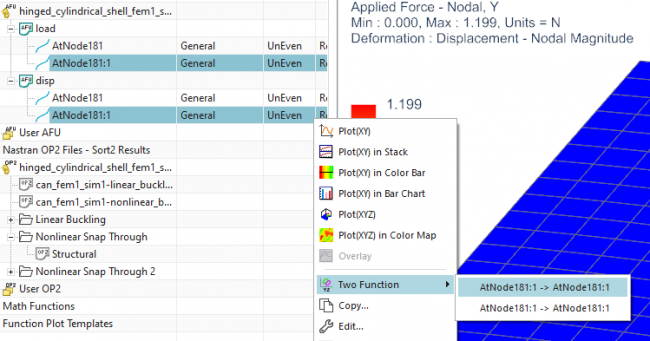 hinged_cylindrical_shell_fem1_s...
load
AtNode181 General UnEven
AtNode181:1 General UnEven
disp
AtNode181 General UnEven
AtNode181:1 General UnEven
User AFU
Nastran OP2 Files - Sort2 Results
hinged_cylindrical_shell_fem1_s...
can_fem1_sim1-linear_buckl...
can_fem1_sim1-nonlinear_b...
Linear Buckling
Nonlinear Snap Through
Structural
Nonlinear Snap Through 2
User OP2
Math Functions
Function Plot Templates
Applied Force - Nodal, Y
Min : 0.000, Max : 1.199, Units = N
Deformation : Displacement - Nodal Magnitude
1.199
Plot(XY)
Plot(XY) in Stack
Plot(XY) in Color Bar
Plot(XY) in Bar Chart
Plot(XYZ)
Plot(XYZ) in Color Map
Overlay
Two Function
Copy...
Edit...
AtNode181:1 -> AtNode181:1
AtNode181:1 -> AtNode181:1